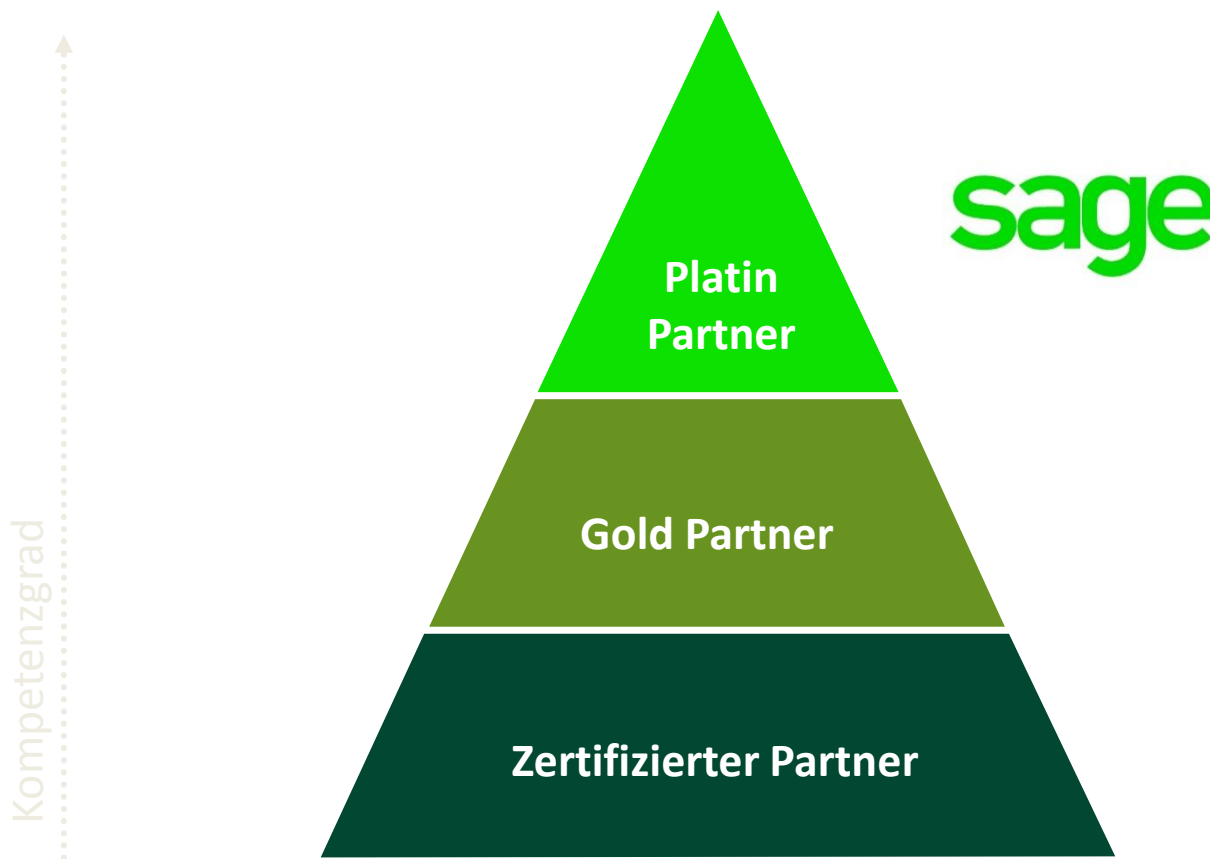 sage
Platin
Partner
Gold Partner
Zertifizierter Partner
Kompetenzgrad